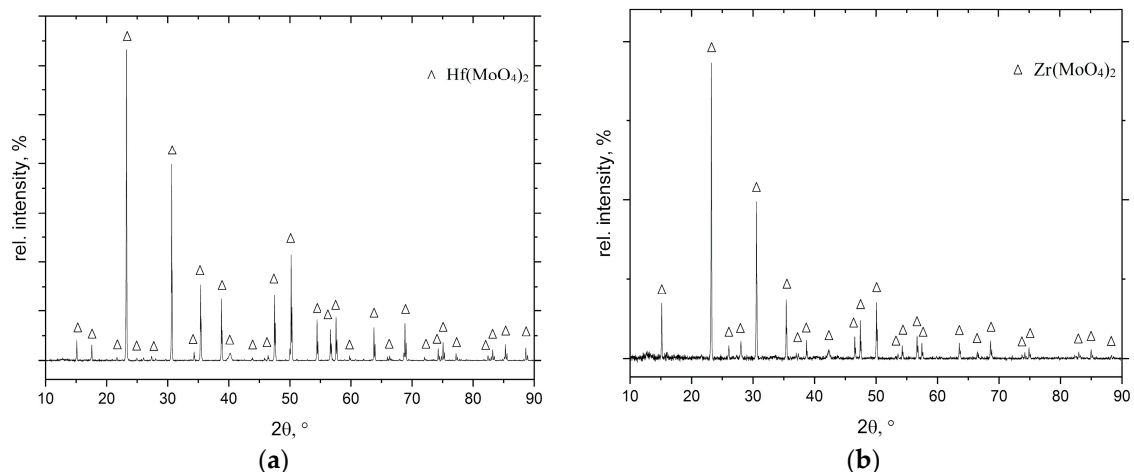 rel. intensity, %
△ Hf(MoO₄)₂
10 20 30 40 50 60 70 80 90
2θ, °
(a)
rel. intensity, %
△ Zr(MoO₄)₂
10 20 30 40 50 60 70 80 90
2θ, °
(b)